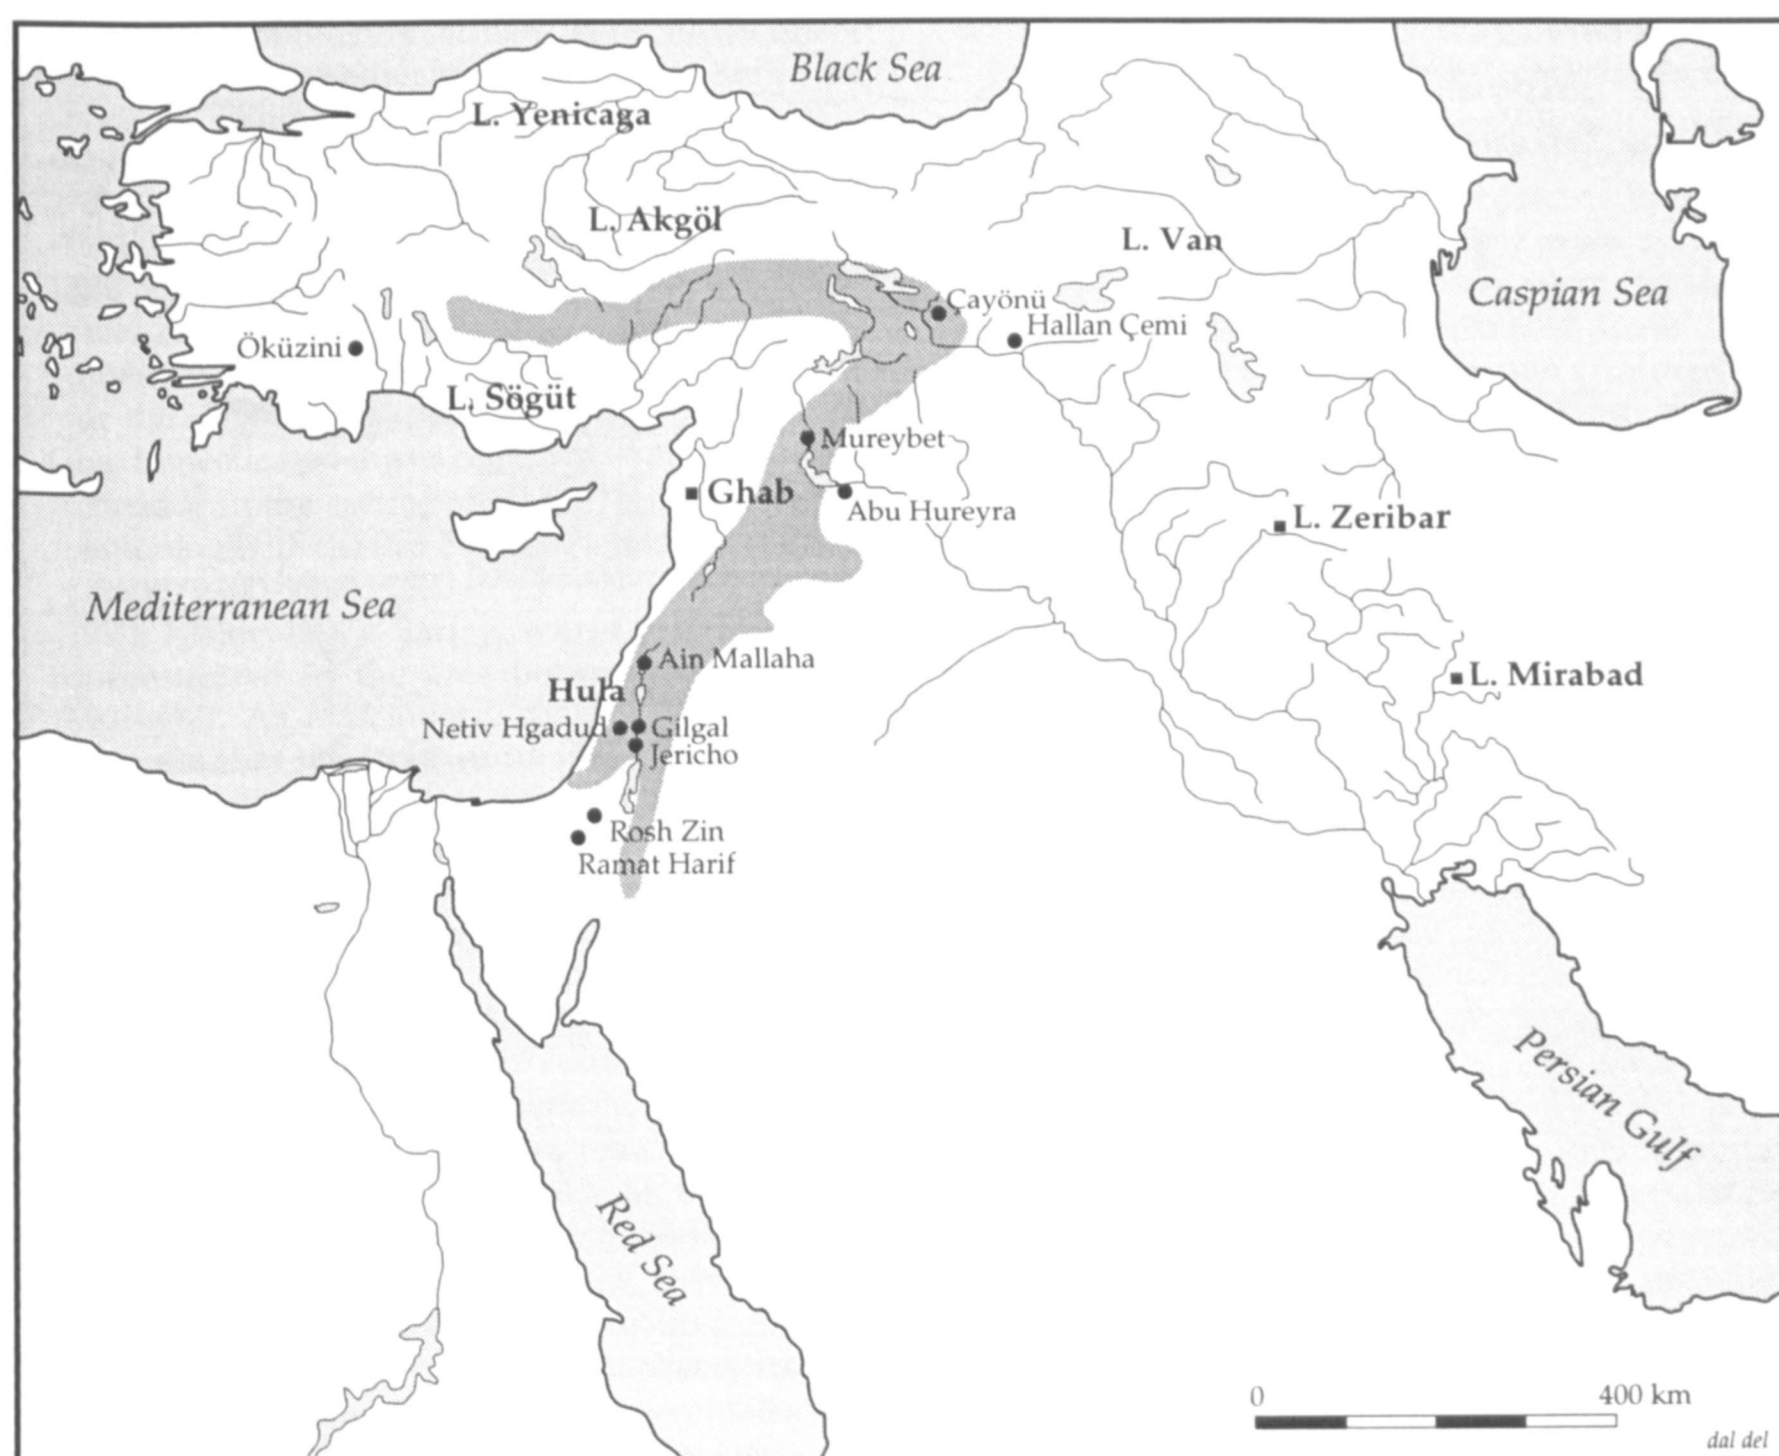 Black Sea
L. Yenicaga
L. Akgöl
L. Van
Caspian Sea
Çayönü
Hallan Çemi
Öküzini
L. Sögüt
Mureybet
Ghab
Abu Hureyra
L. Zeribar
Mediterranean Sea
Ain Mallaha
L. Mirabad
Hula
Netiv Hgadud
Gilgal
Jericho
Rosh Zin
Ramat Harif
Persian Gulf
Red Sea
0 400 km
dal del